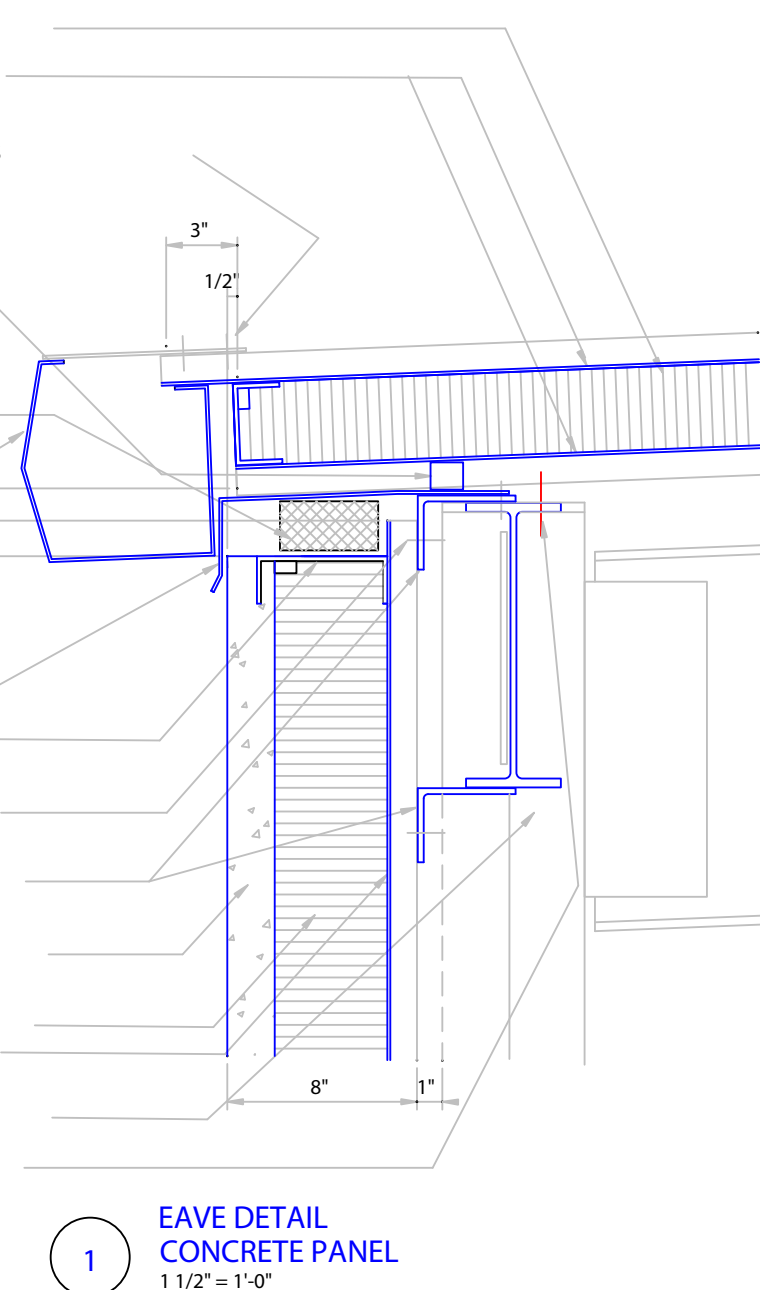 3"
1/2"
8"
1"
1
EAVE DETAIL
CONCRETE PANEL
1 1/2" = 1'-0"